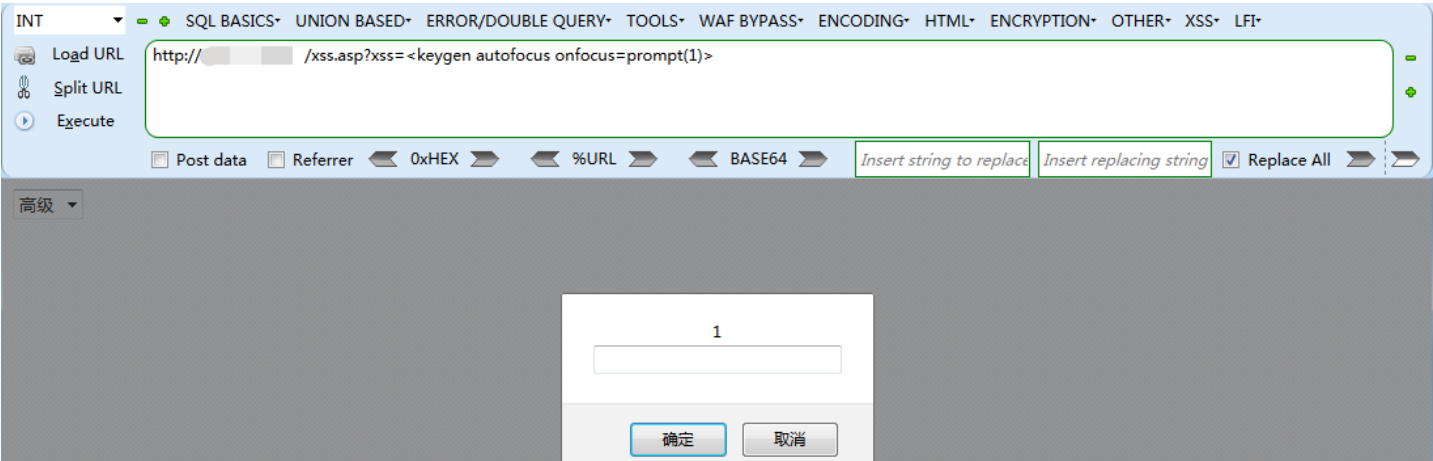 INT SQL BASICS UNION BASED ERROR/DOUBLE QUERY TOOLS WAF BYPASS ENCODING HTML ENCRYPTION OTHER XSS LFI
Load URL http:// /xss.asp?xs=<keygen autofocus onfocus=prompt(1)>
Split URL
Execute
Post data Referrer 0xHEX %URL BASE64 Insert string to replace Insert replacing string Replace All
高级
1
确定 取消